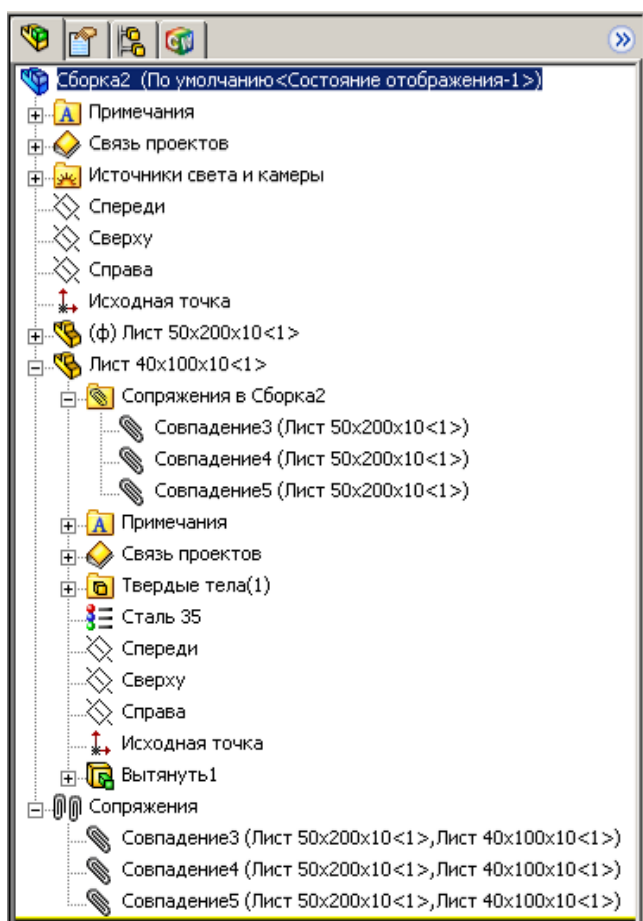 Сборка2 (По умолчанию<Состояние отображения-1>)
Примечания
Связь проектов
Источники света и камеры
Спереди
Сверху
Справа
Исходная точка
(ф) Лист 50x200x10<1>
Лист 40x100x10<1>
Сопряжения в Сборка2
Совпадение3 (Лист 50x200x10<1>)
Совпадение4 (Лист 50x200x10<1>)
Совпадение5 (Лист 50x200x10<1>)
Примечания
Связь проектов
Твердые тела(1)
Сталь 35
Спереди
Сверху
Справа
Исходная точка
Вытянуть1
Сопряжения
Совпадение3 (Лист 50x200x10<1>,Лист 40x100x10<1>)
Совпадение4 (Лист 50x200x10<1>,Лист 40x100x10<1>)
Совпадение5 (Лист 50x200x10<1>,Лист 40x100x10<1>)